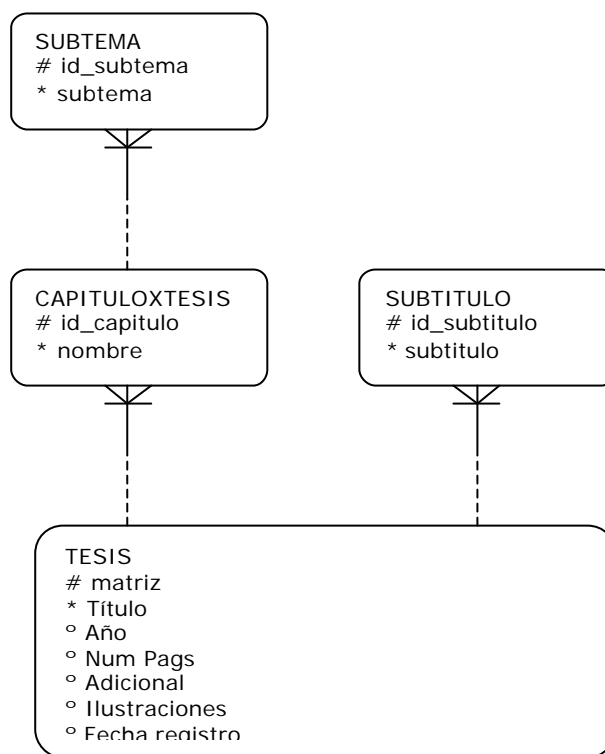 SUBTEMA
# id_subtema
* subtema
CAPITULOXTESIS
# id_capitulo
* nombre
SUBTITULO
# id_subtitulo
* subtitulo
TESIS
# matriz
* Título
º Año
º Num Pags
º Adicional
º Ilustraciones
º Fecha registro